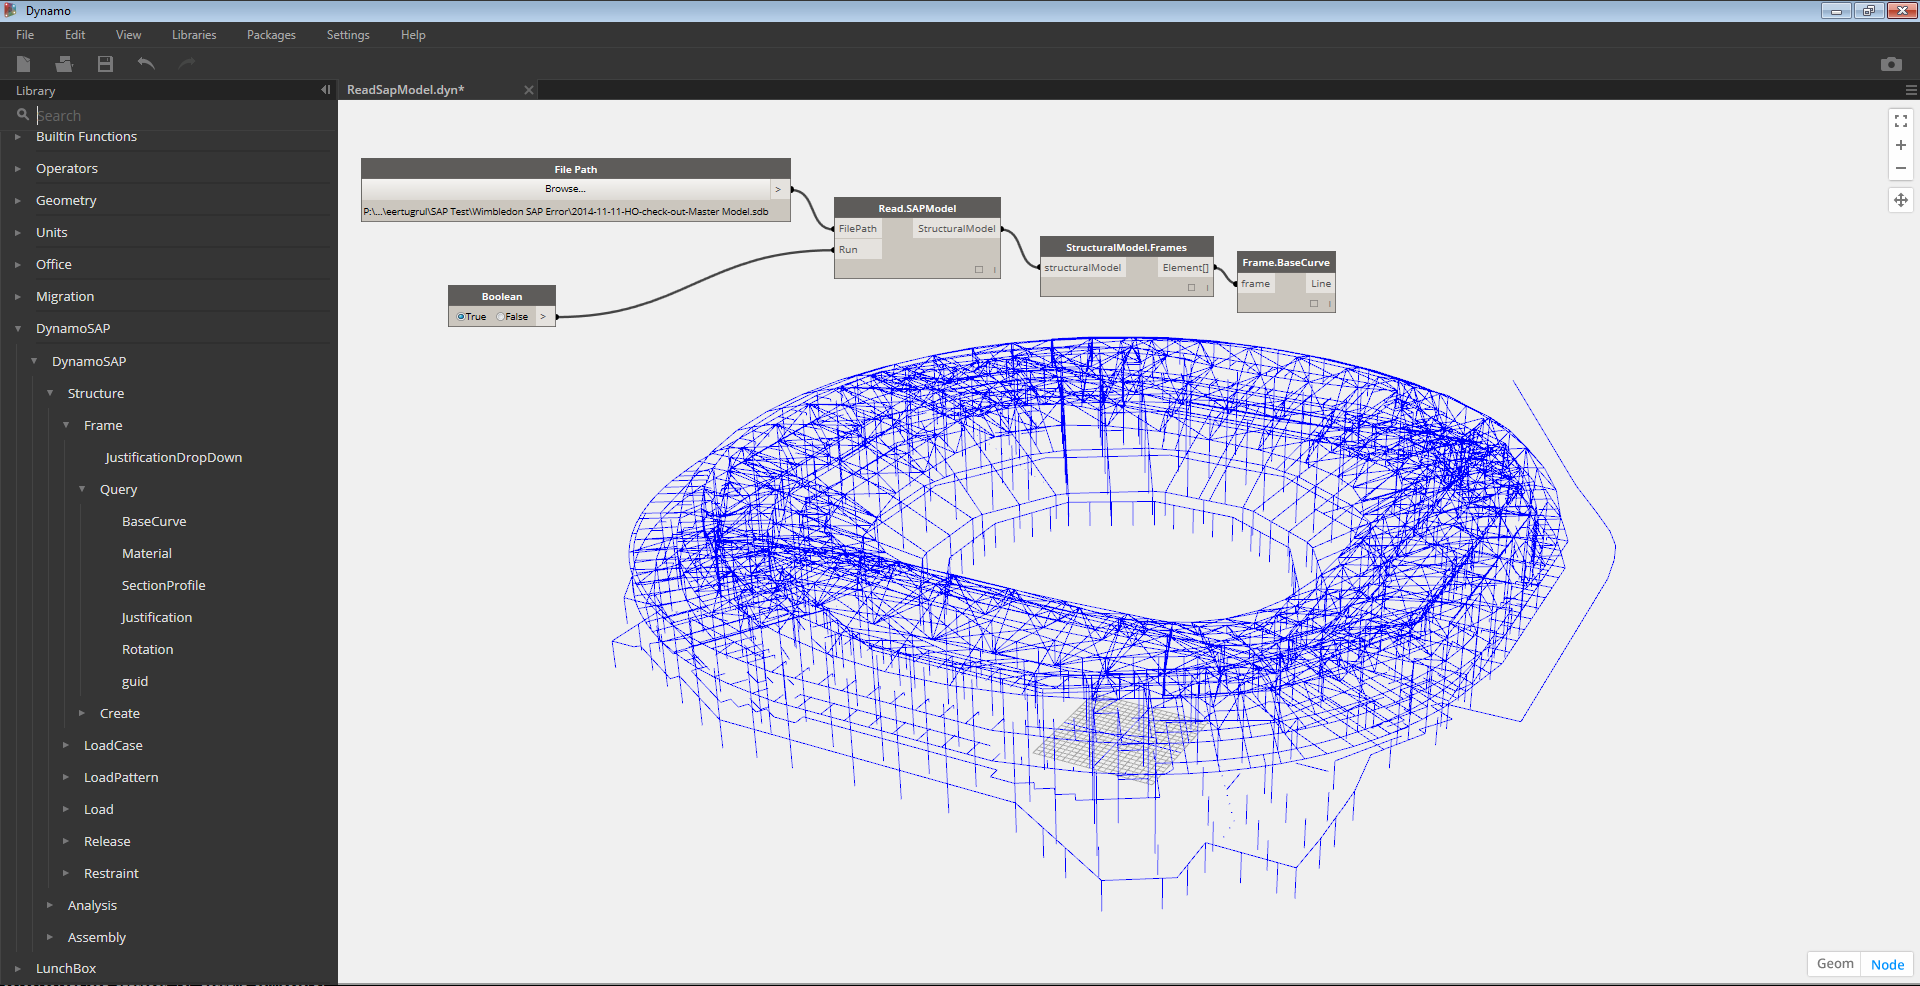 Dynamo
File Edit View Libraries Packages Settings Help
Library
Search
Builtin Functions
Operators
Geometry
Units
Office
Migration
DynamoSAP
DynamoSAP
Structure
Frame
JustificationDropDown
Query
BaseCurve
Material
SectionProfile
Justification
Rotation
guid
Create
LoadCase
LoadPattern
Load
Release
Restraint
Analysis
Assembly
LunchBox
ReadSapModel.dyn*
File Path
Browse... >
P:\...\eertugrul\SAP Test\Wimbledon SAP Error\2014-11-11-HO-check-out-Master Model.sdb
Boolean
True False >
Read.SAPModel
FilePath StructuralModel
Run
StructuralModel.Frames
structuralModel Element[]
Frame.BaseCurve
frame Line
Geom Node